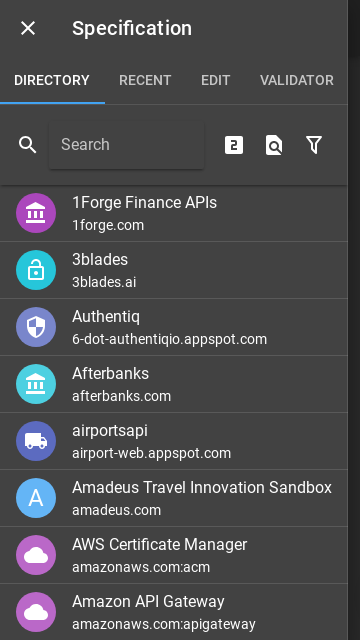 Specification
DIRECTORY RECENT EDIT VALIDATOR
Search 2
1Forge Finance APIs
1forge.com
3blades
3blades.ai
Authentiq
6-dot-authentiqio.appspot.com
Afterbanks
afterbanks.com
airportsapi
airport-web.appspot.com
A Amadeus Travel Innovation Sandbox
amadeus.com
AWS Certificate Manager
amazonaws.com:acm
Amazon API Gateway
amazonaws.com:apigateway